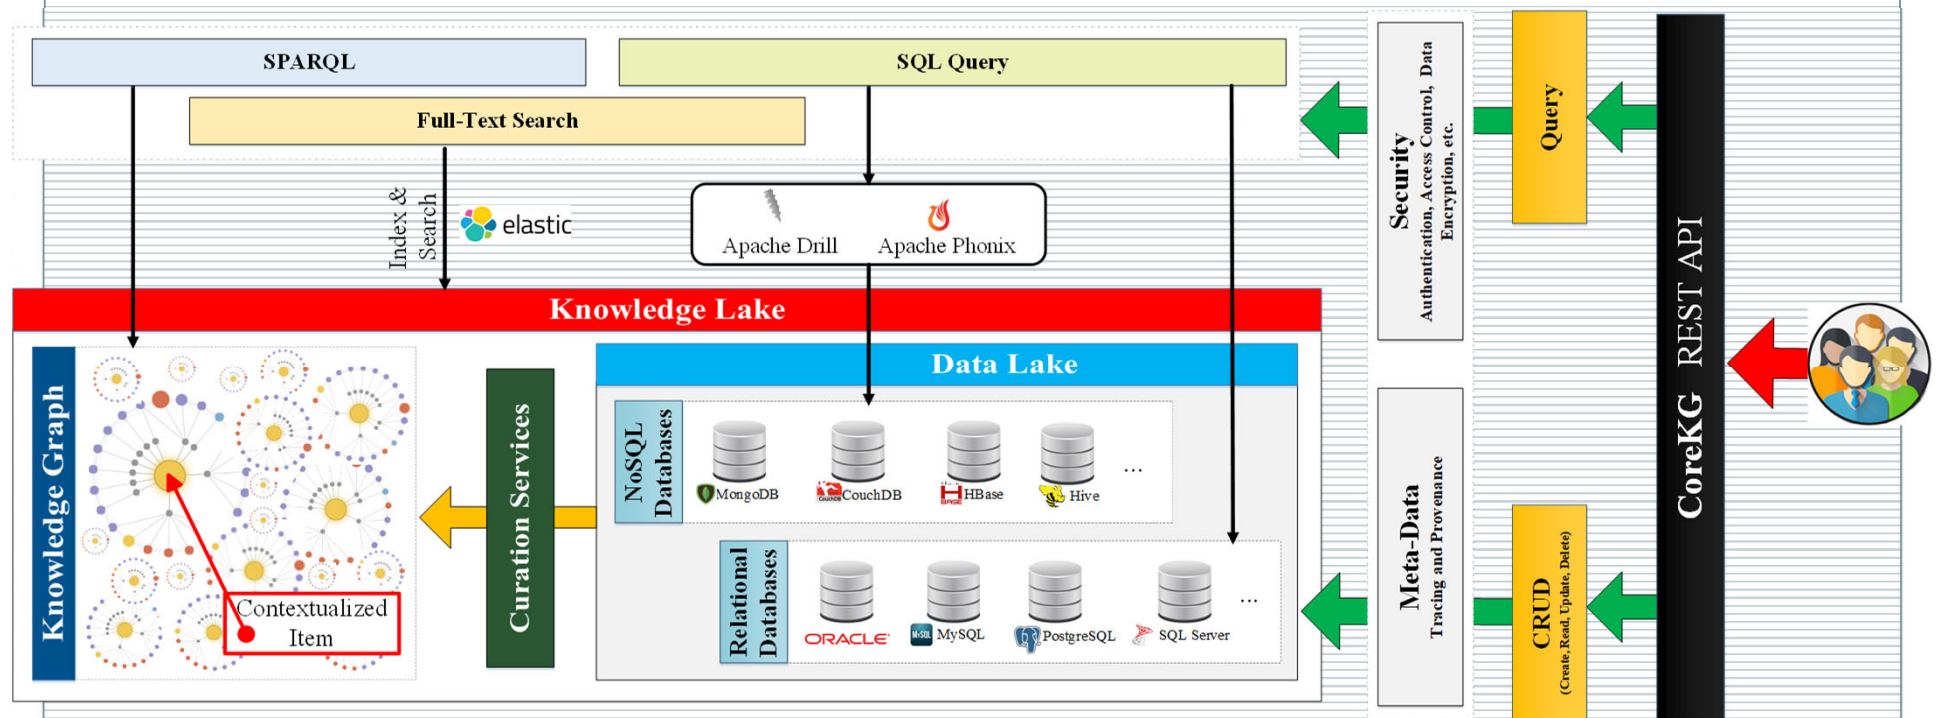 SPARQL
SQL Query
Full-Text Search
Index &
Search
elastic
Apache Drill
Apache Phonix
Knowledge Lake
Knowledge Graph
Contextualized
Item
Curation Services
Data Lake
NoSQL
Databases
MongoDB
CouchDB
CouchDB
HBASE
HBase
Hive
...
Relational
Databases
ORACLE
MySQL
MySQL
PostgreSQL
SQL Server
...
Security
Authentication, Access Control, Data
Encryption, etc.
Meta-Data
Tracing and Provenance
Query
CRUD
(Create, Read, Update, Delete)
CoreKG REST API